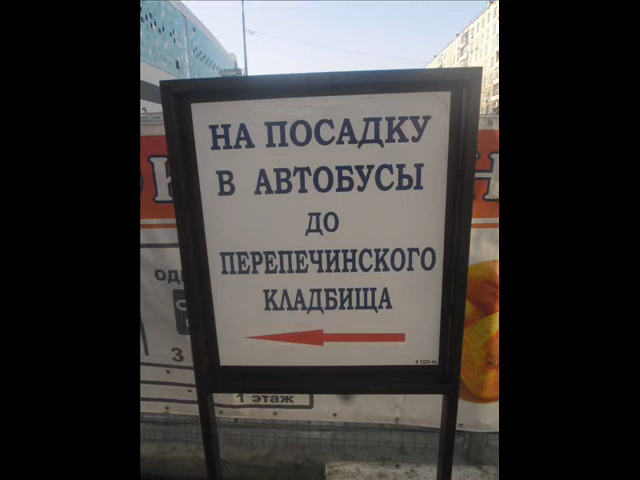 НА ПОСАДКУ
В АВТОБУСЫ
ДО
ПЕРЕПЕЧИНСКОГО
КЛАДБИЩА
1 этаж